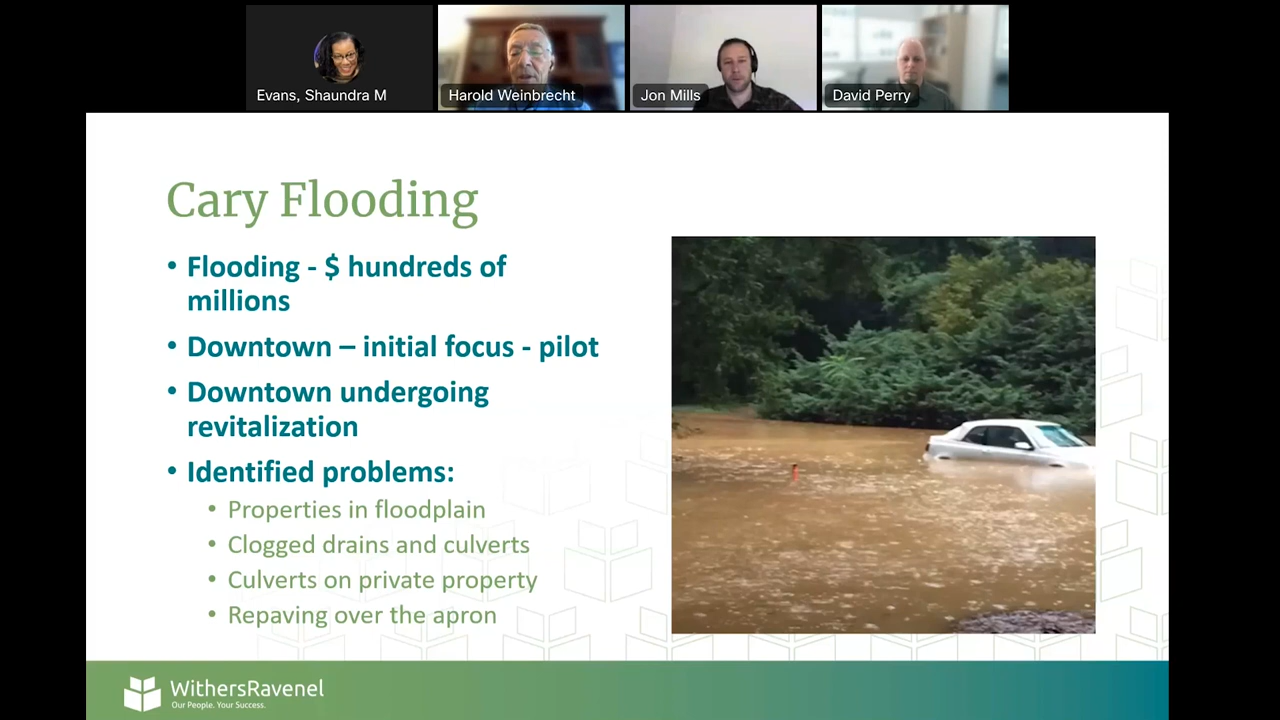 Evans, Shaundra M
Harold Weinbrecht
Jon Mills
David Perry
Cary Flooding
• Flooding - $ hundreds of
millions
• Downtown – initial focus - pilot
• Downtown undergoing
revitalization
• Identified problems:
• Properties in floodplain
• Clogged drains and culverts
• Culverts on private property
• Repaving over the apron
WithersRavenel
Our People. Your Success.